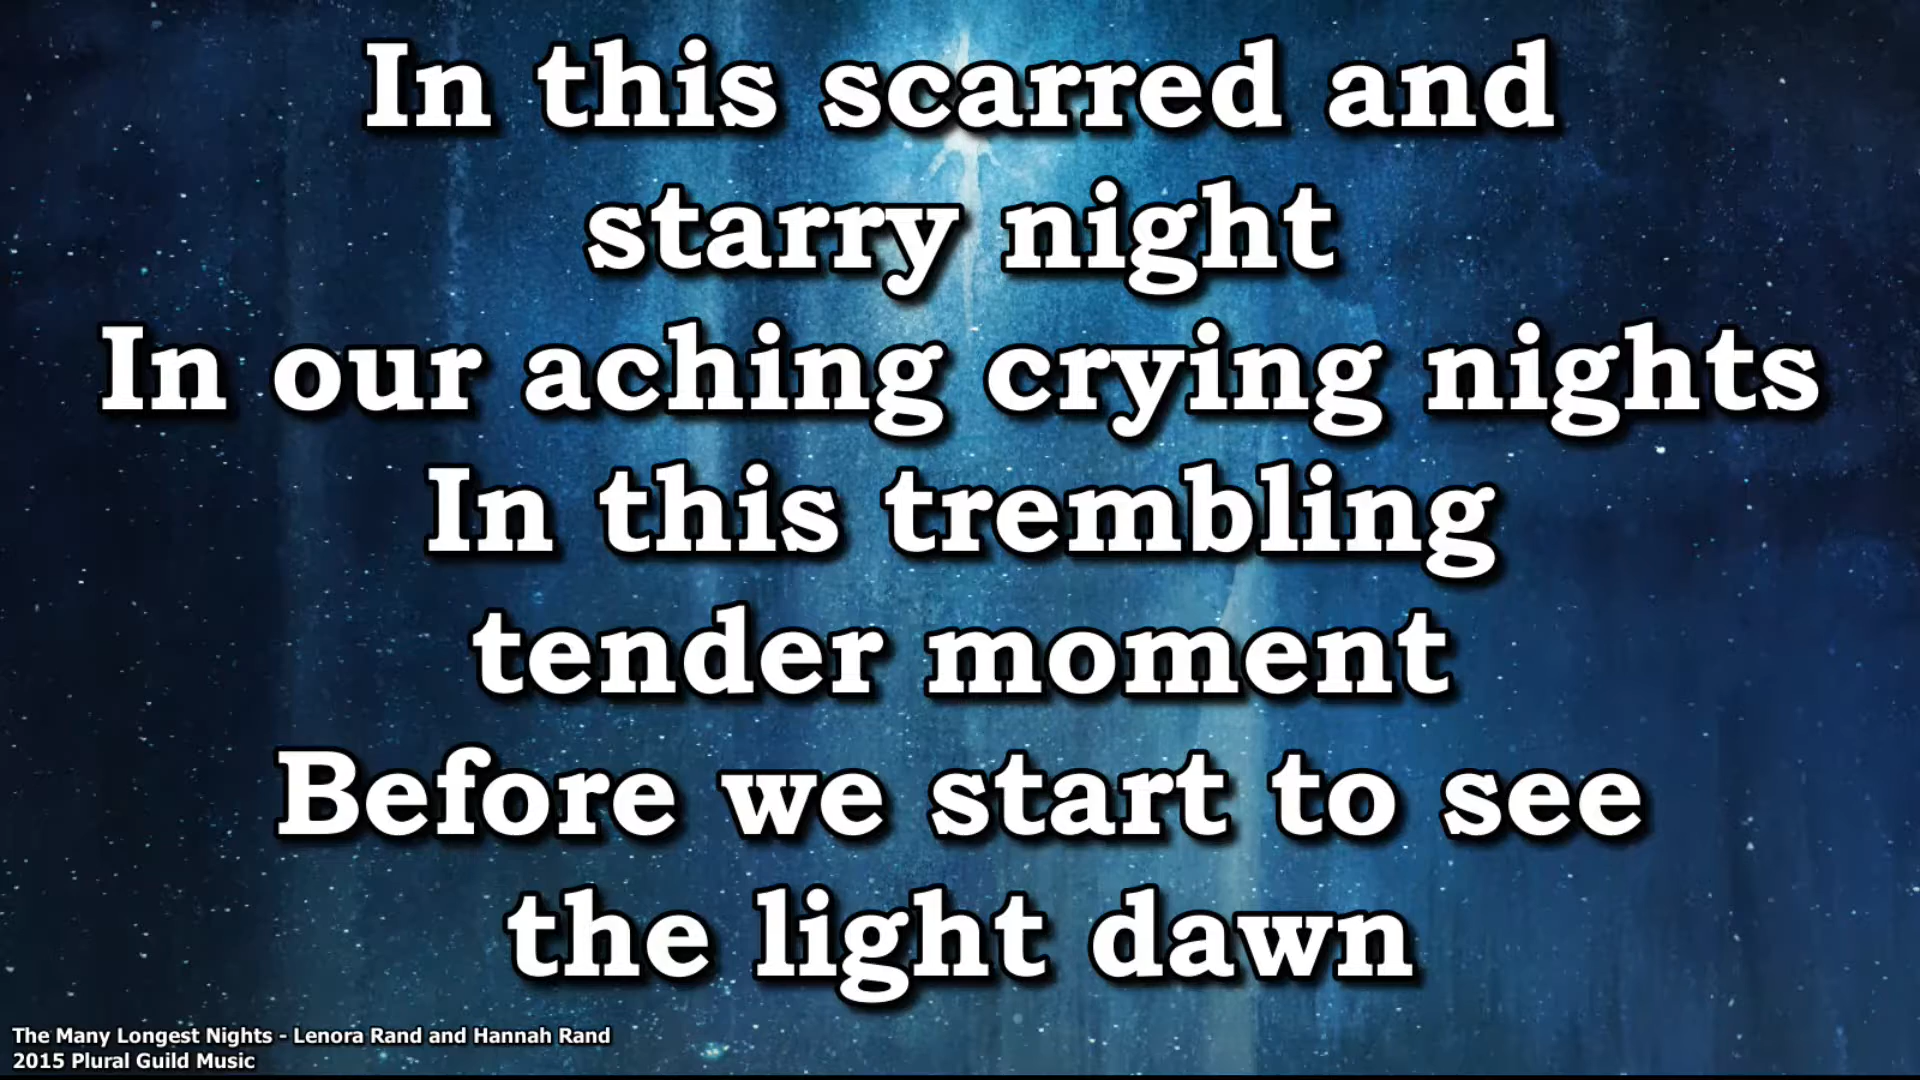 In this scarred and
starry night
In our aching crying nights
In this trembling
tender moment
Before we start to see
the light dawn
The Many Longest Nights - Lenora Rand and Hannah Rand
2015 Plural Guild Music